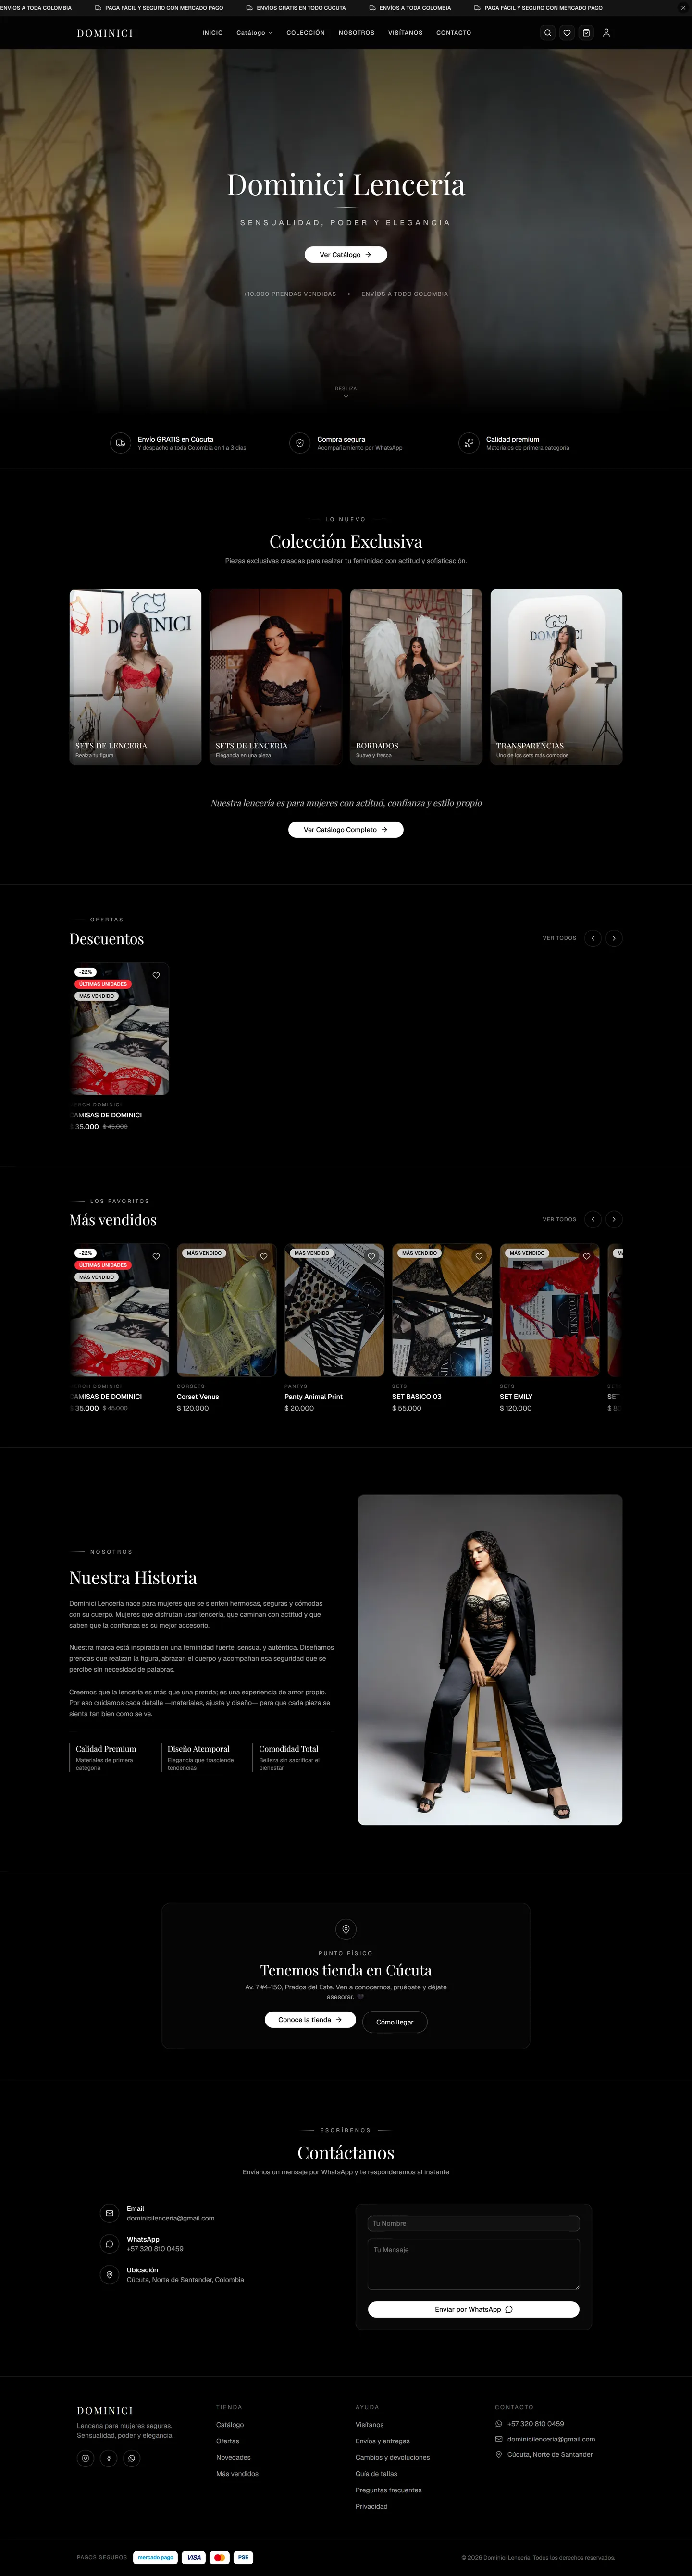 ENVÍOS A TODA COLOMBIA PAGA FÁCIL Y SEGURO CON MERCADO PAGO ENVÍOS GRATIS EN TODO CÚCUTA ENVÍOS A TODA COLOMBIA PAGA FÁCIL Y SEGURO CON MERCADO PAGO
DOMINICI INICIO Catálogo COLECCIÓN NOSOTROS VISÍTANOS CONTACTO
Dominici Lencería
SENSUALIDAD, PODER Y ELEGANCIA
Ver Catálogo
+10.000 PRENDAS VENDIDAS • ENVÍOS A TODO COLOMBIA
DESLIZA
Envío GRATIS en Cúcuta
Y despacho a toda Colombia en 1 a 3 días
Compra segura
Acompañamiento por WhatsApp
Calidad premium
Materiales de primera categoría
LO NUEVO
Colección Exclusiva
Piezas exclusivas creadas para realzar tu feminidad con actitud y sofisticación.
SETS DE LENCERIA
Realza tu figura
SETS DE LENCERIA
Elegancia en una pieza
BORDADOS
Suave y fresca
DOMINICI
TRANSPARENCIAS
Uno de los sets más comodos
Nuestra lencería es para mujeres con actitud, confianza y estilo propio
Ver Catálogo Completo
OFERTAS
Descuentos
VER TODOS
-22%
ÚLTIMAS UNIDADES
MÁS VENDIDO
CAMISAS DE DOMINICI
$ 35.000 $ 45.000
LOS FAVORITOS
Más vendidos
VER TODOS
-22%
ÚLTIMAS UNIDADES
MÁS VENDIDO
CAMISAS DE DOMINICI
$ 35.000 $ 45.000
MÁS VENDIDO
CORSETS
Corset Venus
$ 120.000
MÁS VENDIDO
PANTYS
Panty Animal Print
$ 20.000
MÁS VENDIDO
SETS
SET BASICO 03
$ 55.000
MÁS VENDIDO
SETS
SET EMILY
$ 120.000
SET
NOSOTROS
Nuestra Historia
Dominici Lencería nace para mujeres que se sienten hermosas, seguras y cómodas
con su cuerpo. Mujeres que disfrutan usar lencería, que caminan con actitud y que
saben que la confianza es su mejor accesorio.
Nuestra marca está inspirada en una feminidad fuerte, sensual y auténtica. Diseñamos
prendas que realzan la figura, abrazan el cuerpo y acompañan esa seguridad que se
percibe sin necesidad de palabras.
Creemos que la lencería es más que una prenda; es una experiencia de amor propio.
Por eso cuidamos cada detalle —materiales, ajuste y diseño— para que cada pieza se
sienta tan bien como se ve.
Calidad Premium
Materiales de primera
categoría
Diseño Atemporal
Elegancia que trasciende
tendencias
Comodidad Total
Belleza sin sacrificar el
bienestar
PUNTO FÍSICO
Tenemos tienda en Cúcuta
Av. 7 #4-150, Prados del Este. Ven a conocernos, pruébate y déjate
asesorar. 🖤
Conoce la tienda
Cómo llegar
ESCRÍBENOS
Contáctanos
Envíanos un mensaje por WhatsApp y te responderemos al instante
Email
dominicilenceria@gmail.com
WhatsApp
+57 320 810 0459
Ubicación
Cúcuta, Norte de Santander, Colombia
Tu Nombre
Tu Mensaje
Enviar por WhatsApp
DOMINICI
Lencería para mujeres seguras.
Sensualidad, poder y elegancia.
TIENDA
Catálogo
Ofertas
Novedades
Más vendidos
AYUDA
Visítanos
Envíos y entregas
Cambios y devoluciones
Guía de tallas
Preguntas frecuentes
Privacidad
CONTACTO
+57 320 810 0459
dominicilenceria@gmail.com
Cúcuta, Norte de Santander
PAGOS SEGUROS mercado pago VISA PSE
© 2026 Dominici Lencería. Todos los derechos reservados.